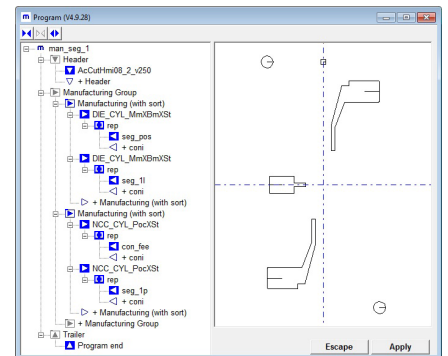 m Program (V4.9.28)
m man_seg_1
Header
AcCutHmi08_2_v250
+ Header
Manufacturing Group
Manufacturing (with sort)
DIE_CYL_MmXBmXSt
rep
seg_pos
+ coni
DIE_CYL_MmXBmXSt
rep
seg_1l
+ coni
+ Manufacturing (with sort)
Manufacturing (with sort)
NCC_CYL_PocXSt
rep
con_fee
+ coni
NCC_CYL_PocXSt
rep
seg_1p
+ coni
+ Manufacturing (with sort)
+ Manufacturing Group
Trailer
Program end
Escape Apply